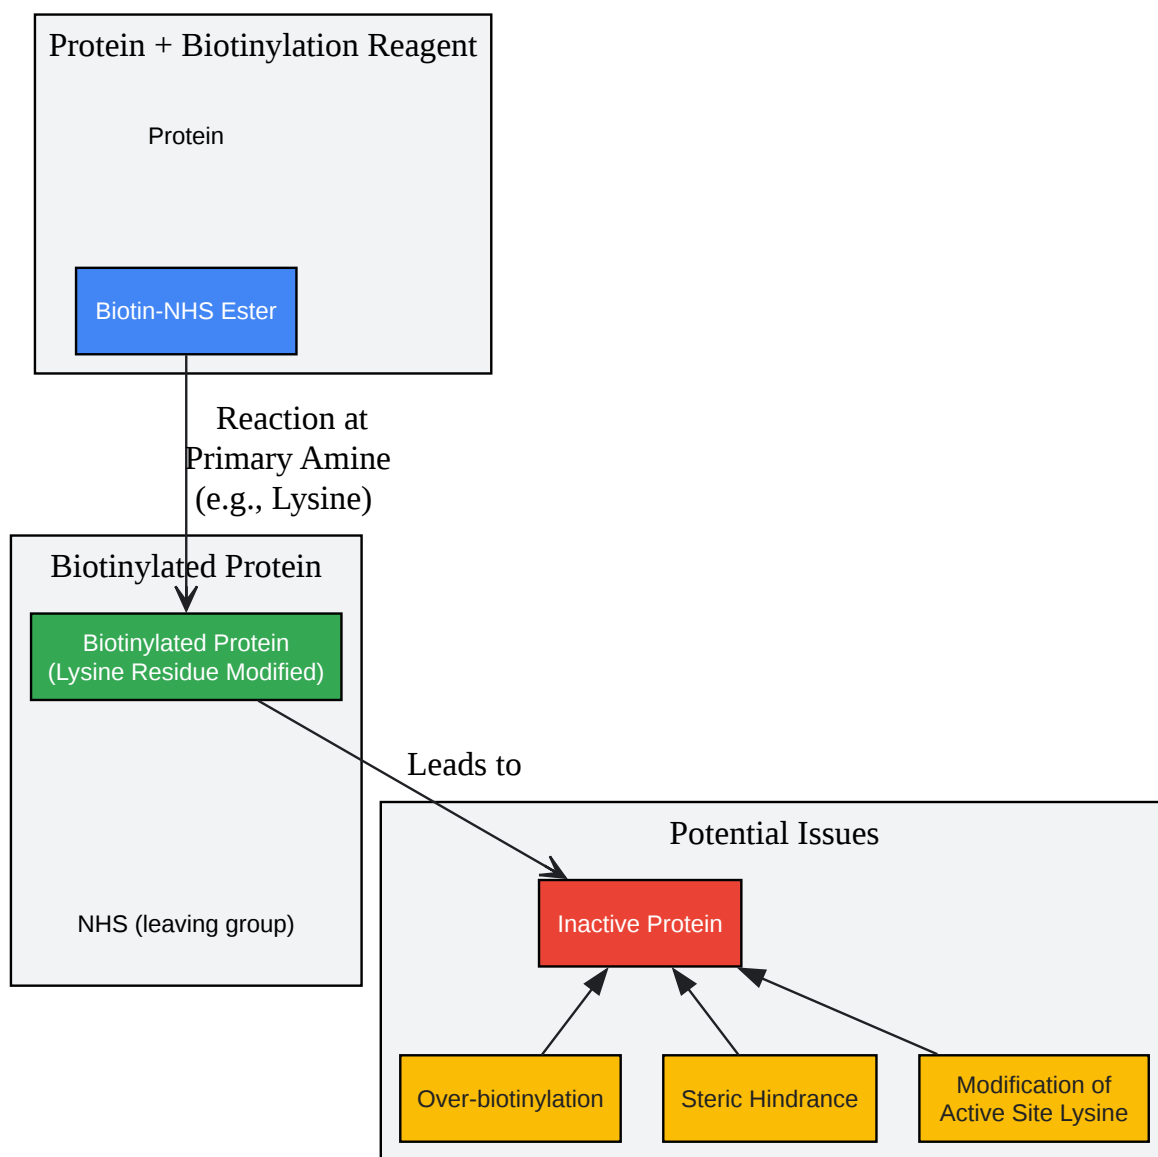 Protein + Biotinylation Reagent
Protein
Biotin-NHS Ester
Reaction at
Primary Amine
(e.g., Lysine)
Biotinylated Protein
Biotinylated Protein
(Lysine Residue Modified)
Leads to
Potential Issues
NHS (leaving group)
Inactive Protein
Over-biotinylation
Steric Hindrance
Modification of
Active Site Lysine